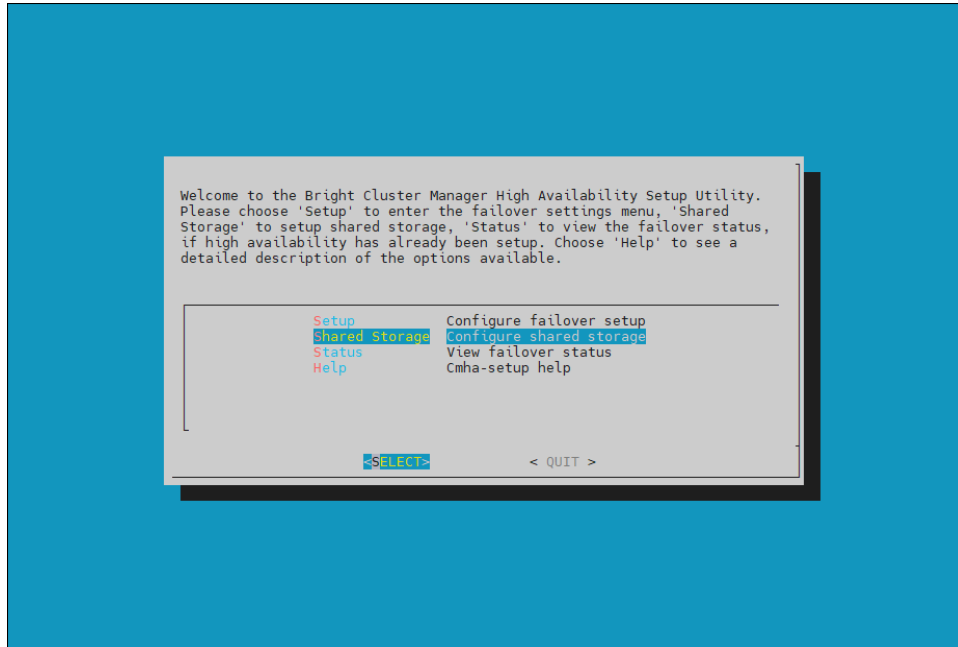 Welcome to the Bright Cluster Manager High Availability Setup Utility.
Please choose 'Setup' to enter the failover settings menu, 'Shared
Storage' to setup shared storage, 'Status' to view the failover status,
if high availability has already been setup. Choose 'Help' to see a
detailed description of the options available.
Setup Configure failover setup
Shared Storage Configure shared storage
Status View failover status
Help Cmha-setup help
<SELECT> < QUIT >